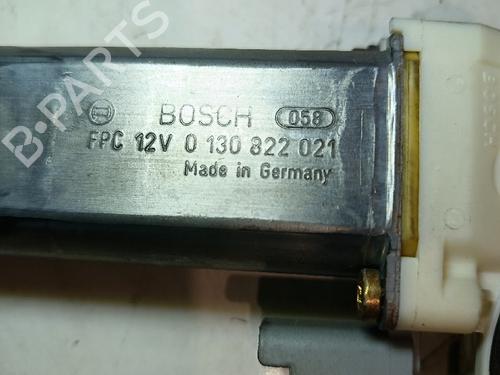 B-PARTS
BOSCH 058
FPC 12V 0 130 822 021
Made in Germany